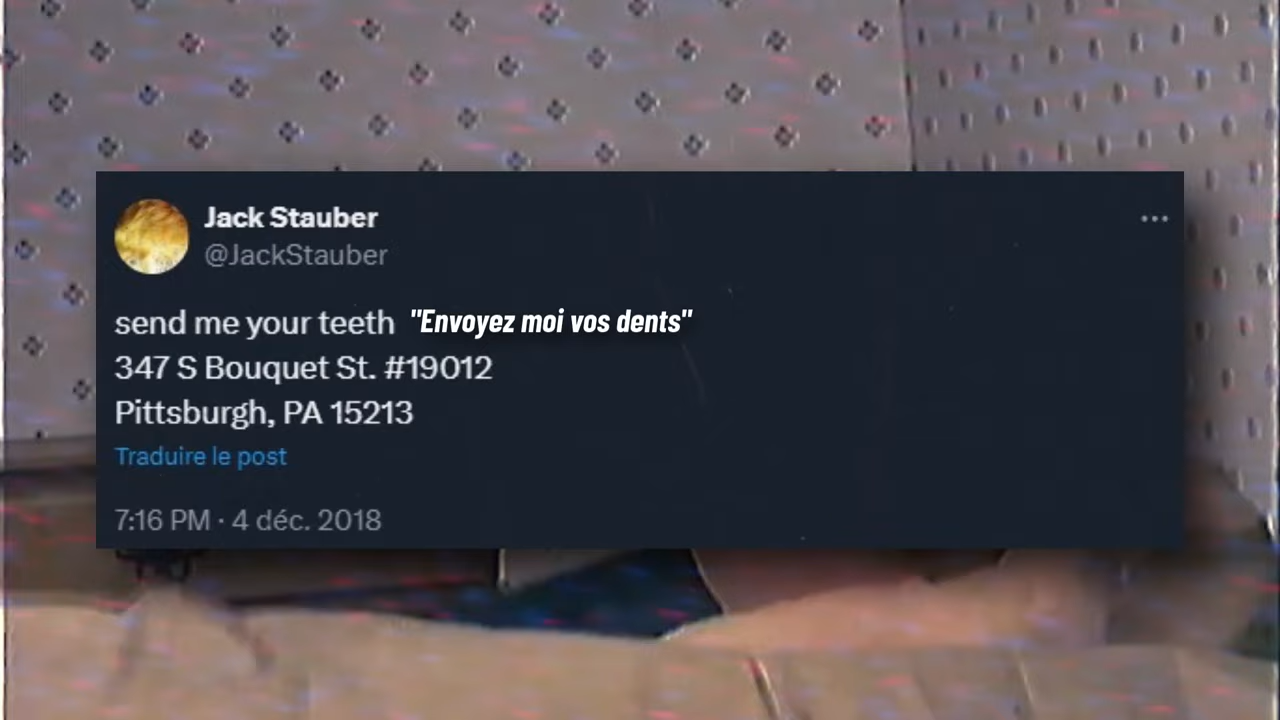 Jack Stauber
@JackStauber
send me your teeth "Envoyez moi vos dents"
347 S Bouquet St. #19012
Pittsburgh, PA 15213
Traduire le post
7:16 PM · 4 déc. 2018